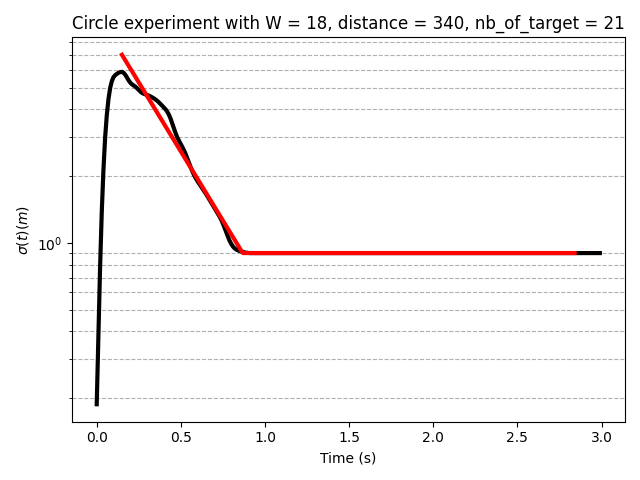 Circle experiment with W = 18, distance = 340, nb_of_target = 21
σ(t)(m)
10⁰
0.0 0.5 1.0 1.5 2.0 2.5 3.0
Time (s)